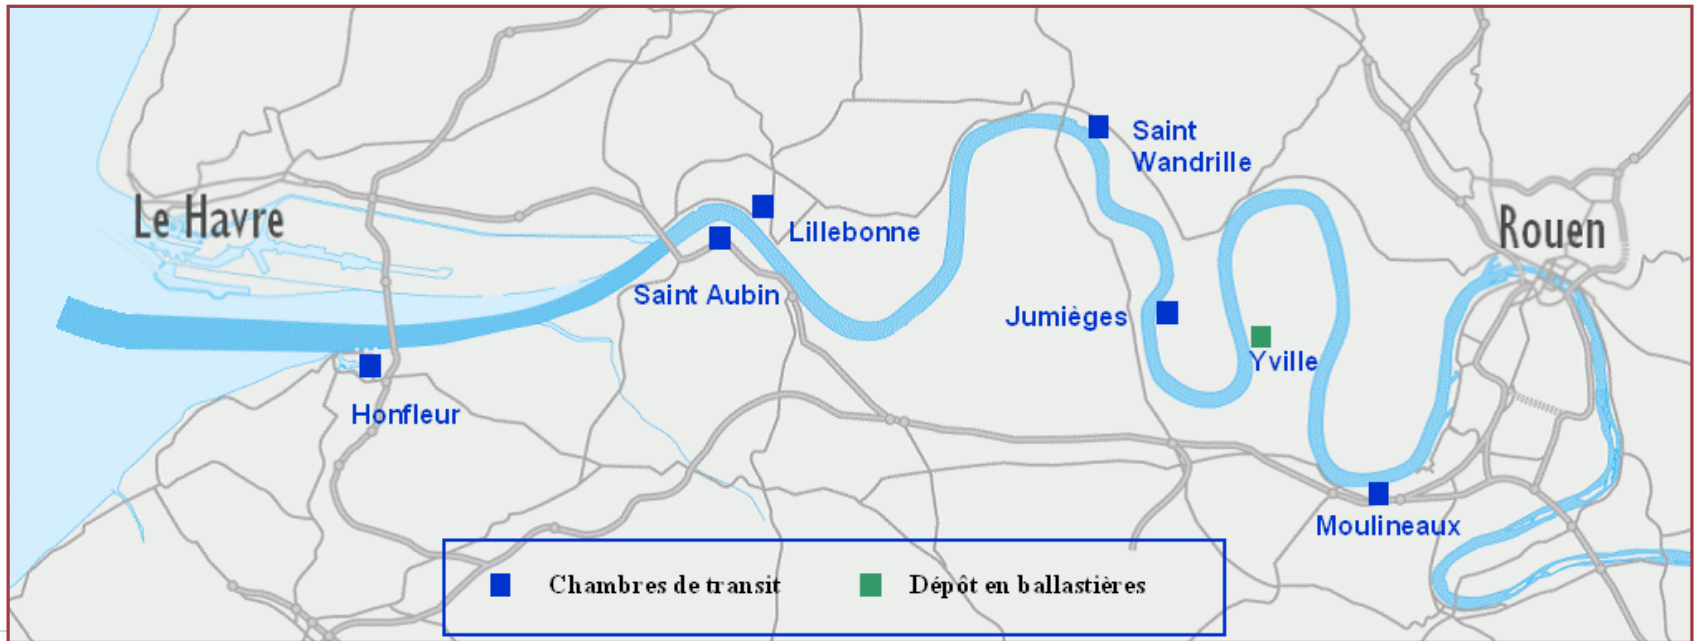 Saint
Wandrille
Le Havre
Lillebonne
Rouen
Saint Aubin
Jumièges
Yville
Honfleur
Moulineaux
Chambres de transit
Dépôt en ballastières